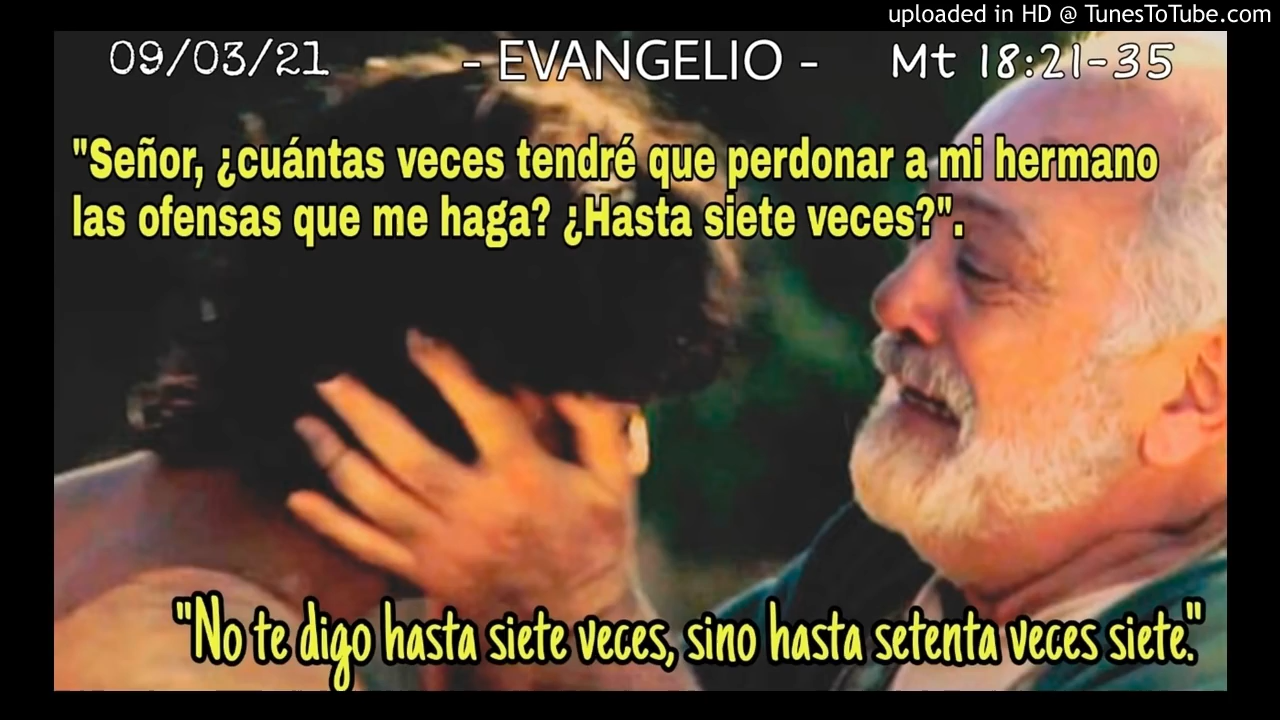 uploaded in HD @ TunesToTube.com
09/03/21 - EVANGELIO - Mt 18:21-35
"Señor, ¿cuántas veces tendré que perdonar a mi hermano
las ofensas que me haga? ¿Hasta siete veces?".
"No te digo hasta siete veces, sino hasta setenta veces siete."